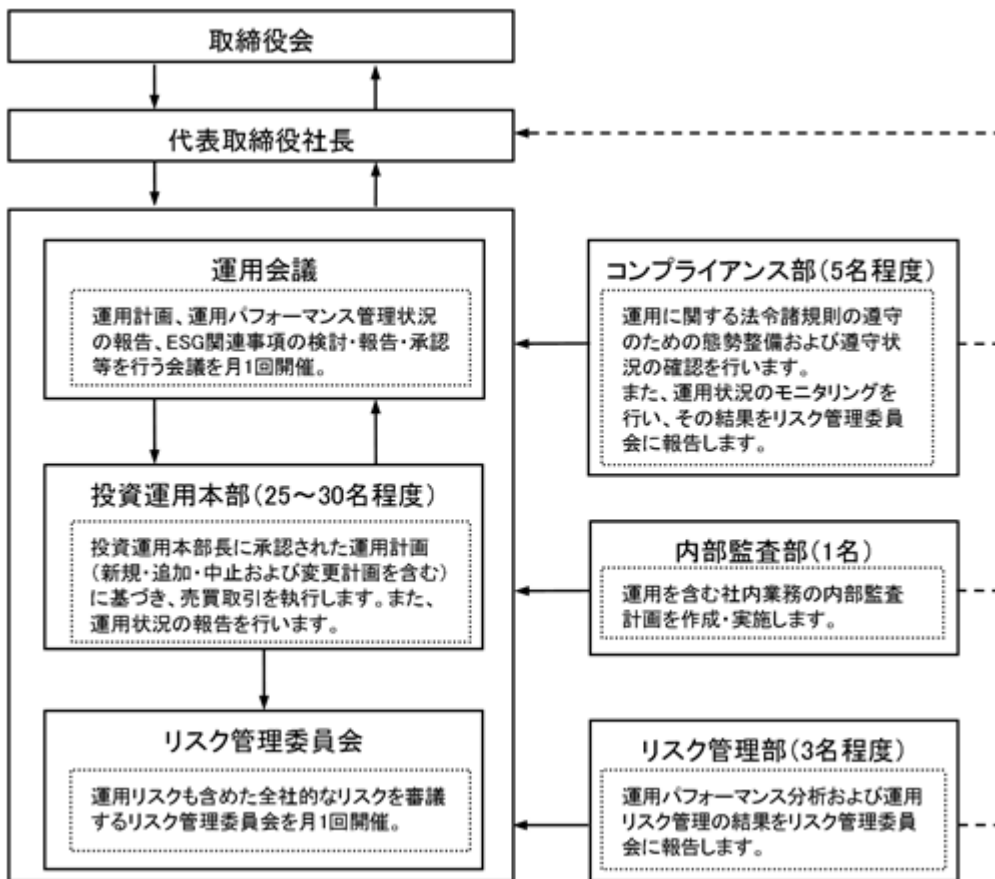 取締役会
代表取締役社長
運用会議
運用計画、運用パフォーマンス管理状況
の報告、ESG関連事項の検討・報告・承認
等を行う会議を月1回開催。
投資運用本部(25～30名程度)
投資運用本部長に承認された運用計画
(新規・追加・中止および変更計画を含む)
に基づき、売買取引を執行します。また、
運用状況の報告を行います。
リスク管理委員会
運用リスクも含めた全社的なリスクを審議
するリスク管理委員会を月1回開催。
コンプライアンス部(5名程度)
運用に関する法令諸規則の遵守
のための態勢整備および遵守状
況の確認を行います。
また、運用状況のモニタリングを
行い、その結果をリスク管理委員
会に報告します。
内部監査部(1名)
運用を含む社内業務の内部監査
計画を作成・実施します。
リスク管理部(3名程度)
運用パフォーマンス分析および運用
リスク管理の結果をリスク管理委員
会に報告します。